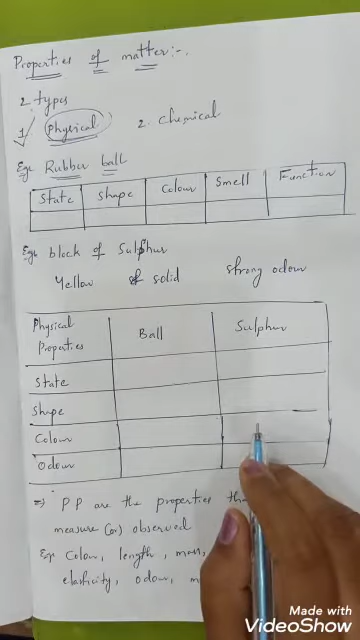 Properties of matter:-
2 types
1 Physical 2. Chemical
Eg: Rubber ball
State Shape Colour Smell Function
Eg: block of Sulphur
Yellow solid strong odour
Physical Properties Ball Sulphur
State
Shape
Colour
Odour
=) PP are the properties
measure (or) observed
Eg: Colour, length,
elasticity, odour,
Made with
VideoShow